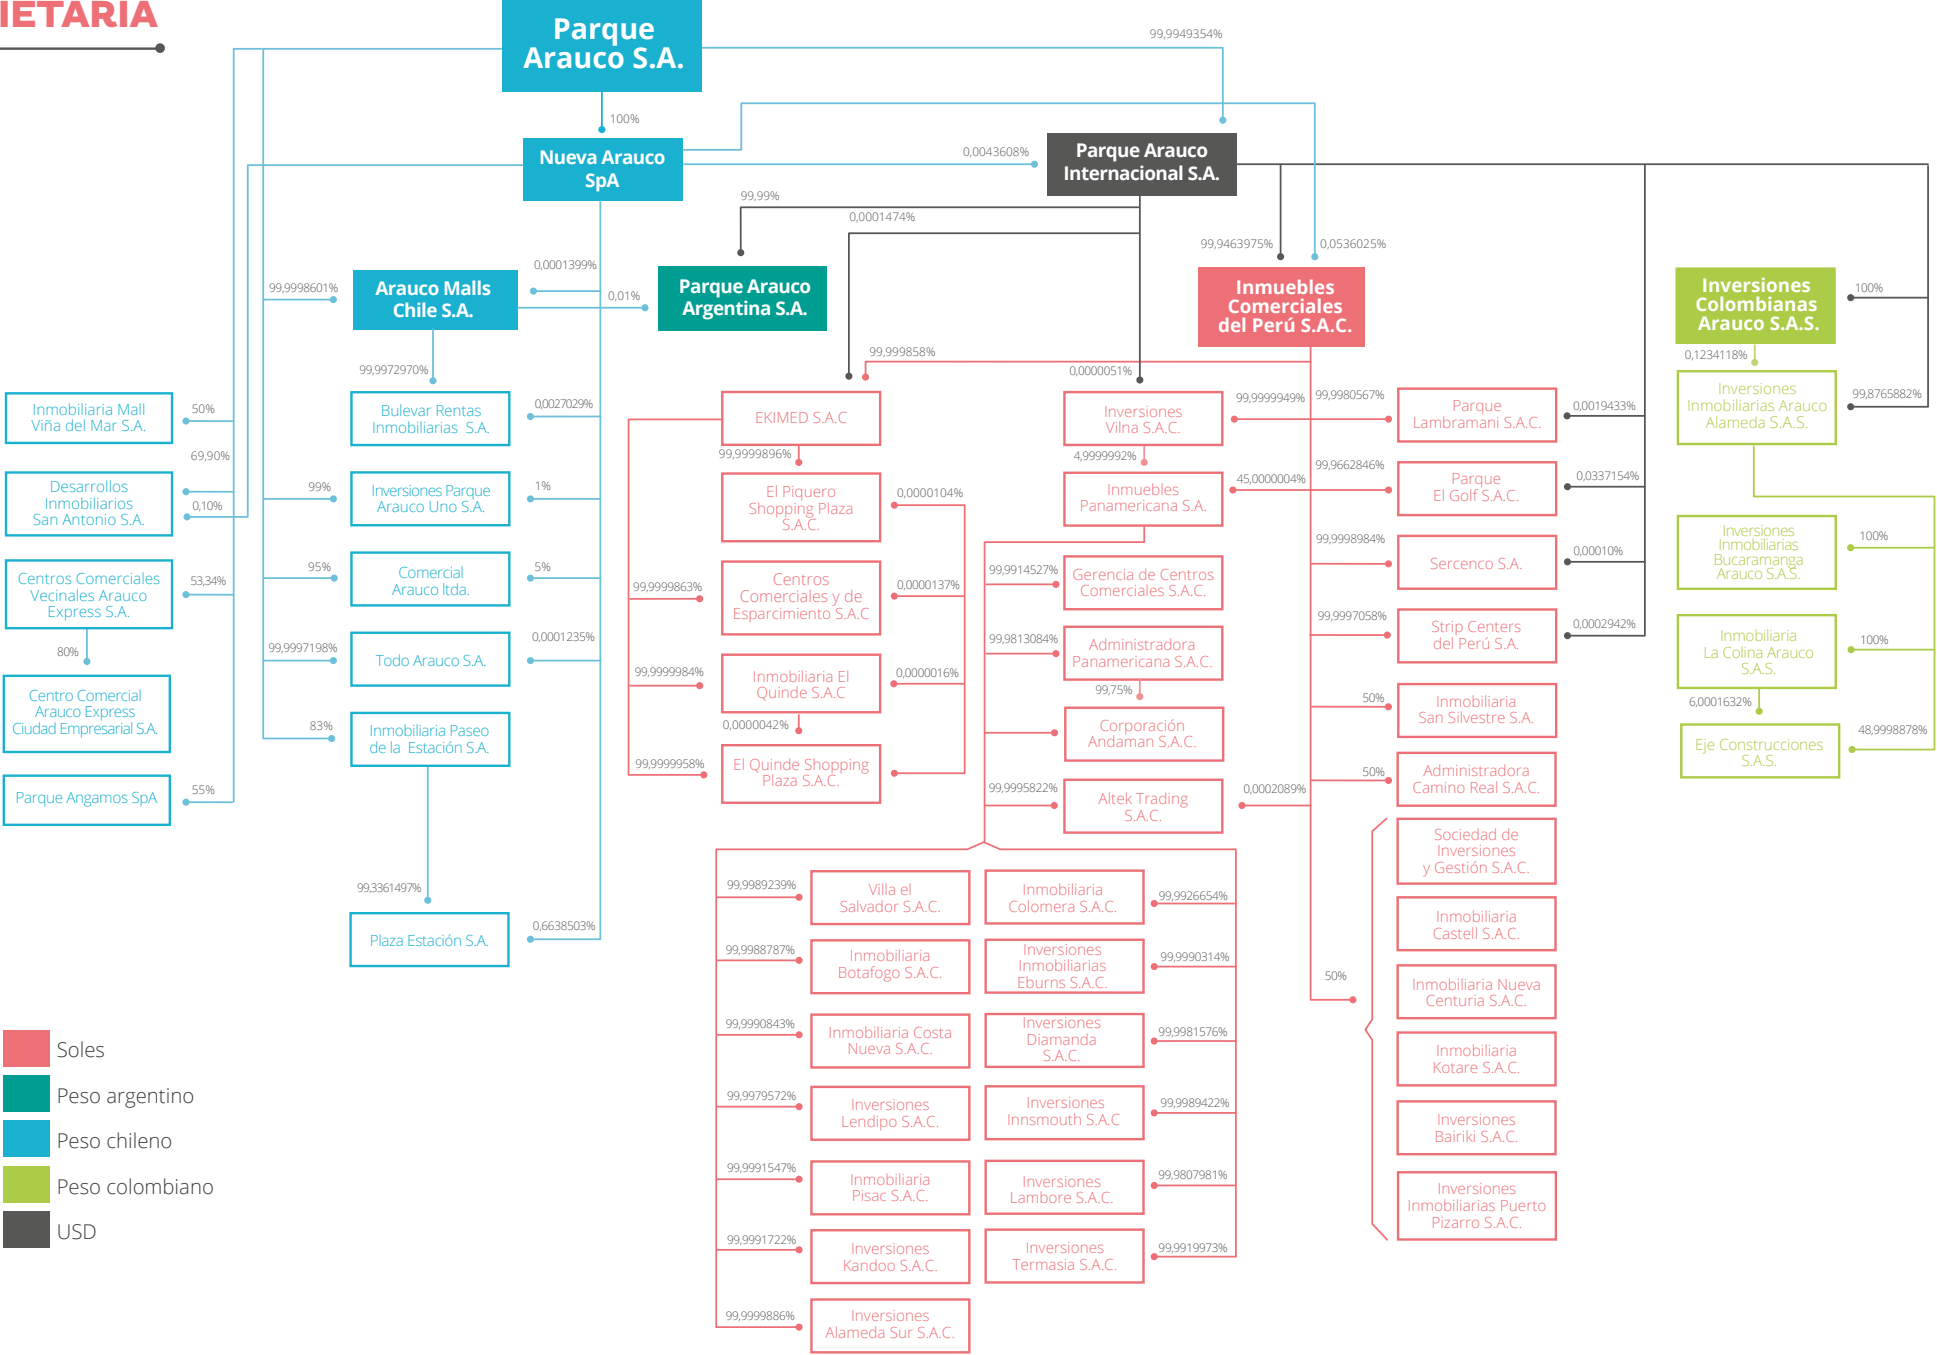 IETARIA
Parque
Arauco S.A.
99,9949354%
100%
Nueva Arauco
SpA
0,0043608%
Parque Arauco
Internacional S.A.
99,99%
0,0001474%
99,9463975%
0,0536025%
0,0001399%
99,9998601%
0,01%
Arauco Malls
Chile S.A.
Parque Arauco
Argentina S.A.
Inmuebles
Comerciales
del Perú S.A.C.
Inversiones
Colombianas
Arauco S.A.S.
100%
99,9972970%
99,999858%
0,0000051%
0,1234118%
99,8765882%
Inmobiliaria Mall
Viña del Mar S.A.
50%
69,90%
Desarrollos
Inmobiliarios
San Antonio S.A.
0,10%
Centros Comerciales
Vecinales Arauco
Express S.A.
53,34%
80%
Centro Comercial
Arauco Express
Ciudad Empresarial S.A.
Parque Angamos SpA
55%
Bulevar Rentas
Inmobiliarias S.A.
0,0027029%
99%
Inversiones Parque
Arauco Uno S.A.
1%
95%
Comercial
Arauco ltda.
5%
99,9997198%
Todo Arauco S.A.
0,0001235%
83%
Inmobiliaria Paseo
de la Estación S.A.
99,3361497%
Plaza Estación S.A.
0,6638503%
EKIMED S.A.C
99,9999896%
El Piquero
Shopping Plaza
S.A.C.
0,0000104%
99,9999863%
Centros
Comerciales y de
Esparcimiento S.A.C
0,0000137%
99,9999984%
Inmobiliaria El
Quinde S.A.C
0,0000016%
0,0000042%
99,9999958%
El Quinde Shopping
Plaza S.A.C.
Inversiones
Vilna S.A.C.
99,9999949%
4,9999992%
Inmuebles
Panamericana S.A.
45,0000004%
99,9914527%
Gerencia de Centros
Comerciales S.A.C.
99,9813084%
Administradora
Panamericana S.A.C.
99,75%
Corporación
Andaman S.A.C.
99,9995822%
Altek Trading
S.A.C.
0,0002089%
99,9980567%
Parque
Lambramani S.A.C.
0,0019433%
99,9662846%
Parque
El Golf S.A.C.
0,0337154%
99,9998984%
Sercenco S.A.
0,00010%
99,9997058%
Strip Centers
del Perú S.A.
0,0002942%
50%
Inmobiliaria
San Silvestre S.A.
50%
Administradora
Camino Real S.A.C.
50%
Sociedad de
Inversiones
y Gestión S.A.C.
Inmobiliaria
Castell S.A.C.
Inmobiliaria Nueva
Centuria S.A.C.
Inmobiliaria
Kotare S.A.C.
Inversiones
Bairiki S.A.C.
Inversiones
Inmobiliarias Puerto
Pizarro S.A.C.
Inversiones
Inmobiliarias Arauco
Alameda S.A.S.
Inversiones
Inmobiliarias
Bucaramanga
Arauco S.A.S.
100%
Inmobiliaria
La Colina Arauco
S.A.S.
100%
6,0001632%
Eje Construcciones
S.A.S.
48,9998878%
99,9989239%
Villa el
Salvador S.A.C.
99,9988787%
Inmobiliaria
Botafogo S.A.C.
99,9990843%
Inmobiliaria Costa
Nueva S.A.C.
99,9979572%
Inversiones
Lendipo S.A.C.
99,9991547%
Inmobiliaria
Pisac S.A.C.
99,9991722%
Inversiones
Kandoo S.A.C.
99,9999886%
Inversiones
Alameda Sur S.A.C.
Inmobiliaria
Colomera S.A.C.
99,9926654%
Inversiones
Inmobiliarias
Eburns S.A.C.
99,9990314%
Inversiones
Diamanda
S.A.C.
99,9981576%
Inversiones
Innsmouth S.A.C
99,9989422%
Inversiones
Lambore S.A.C.
99,9807981%
Inversiones
Termasia S.A.C.
99,9919973%
Soles
Peso argentino
Peso chileno
Peso colombiano
USD